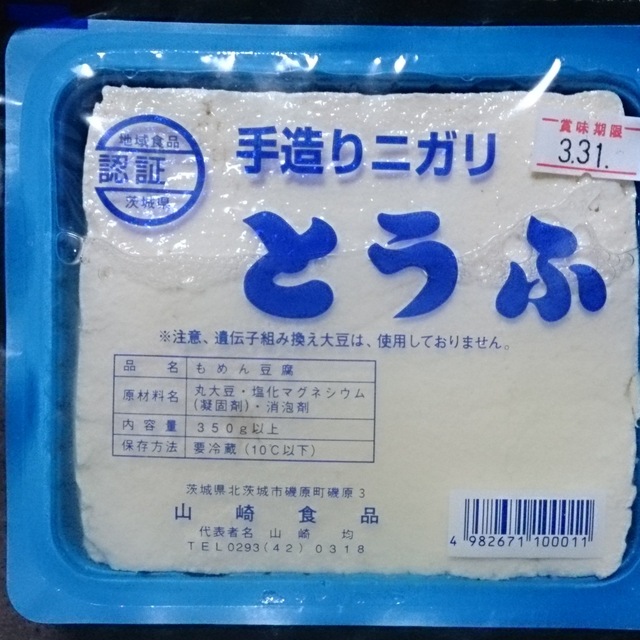 地域食品
認証
茨城県
手造りニガリ
とうふ
賞味期限
3.31.
※注意、遺伝子組み換え大豆は、使用しておりません。
品名 もめん豆腐
原材料名 丸大豆・塩化マグネシウム
(凝固剤)・消泡剤
内容量 350g以上
保存方法 要冷蔵(10℃以下)
茨城県北茨城市磯原町磯原3
山崎食品
代表者名 山崎 均
TEL0293(42)0318
4 982671 100011